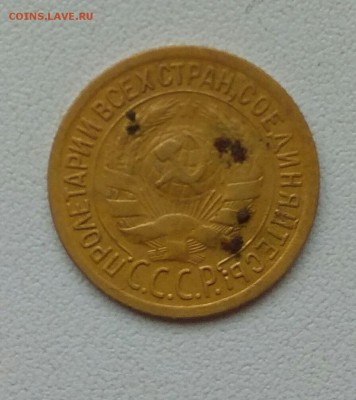 COINS.LAVE.RU
ПРОЛЕТАРИИ ВСЕХ СТРАН, СОЕДИНЯЙТЕСЬ!
С.С.С.Р.